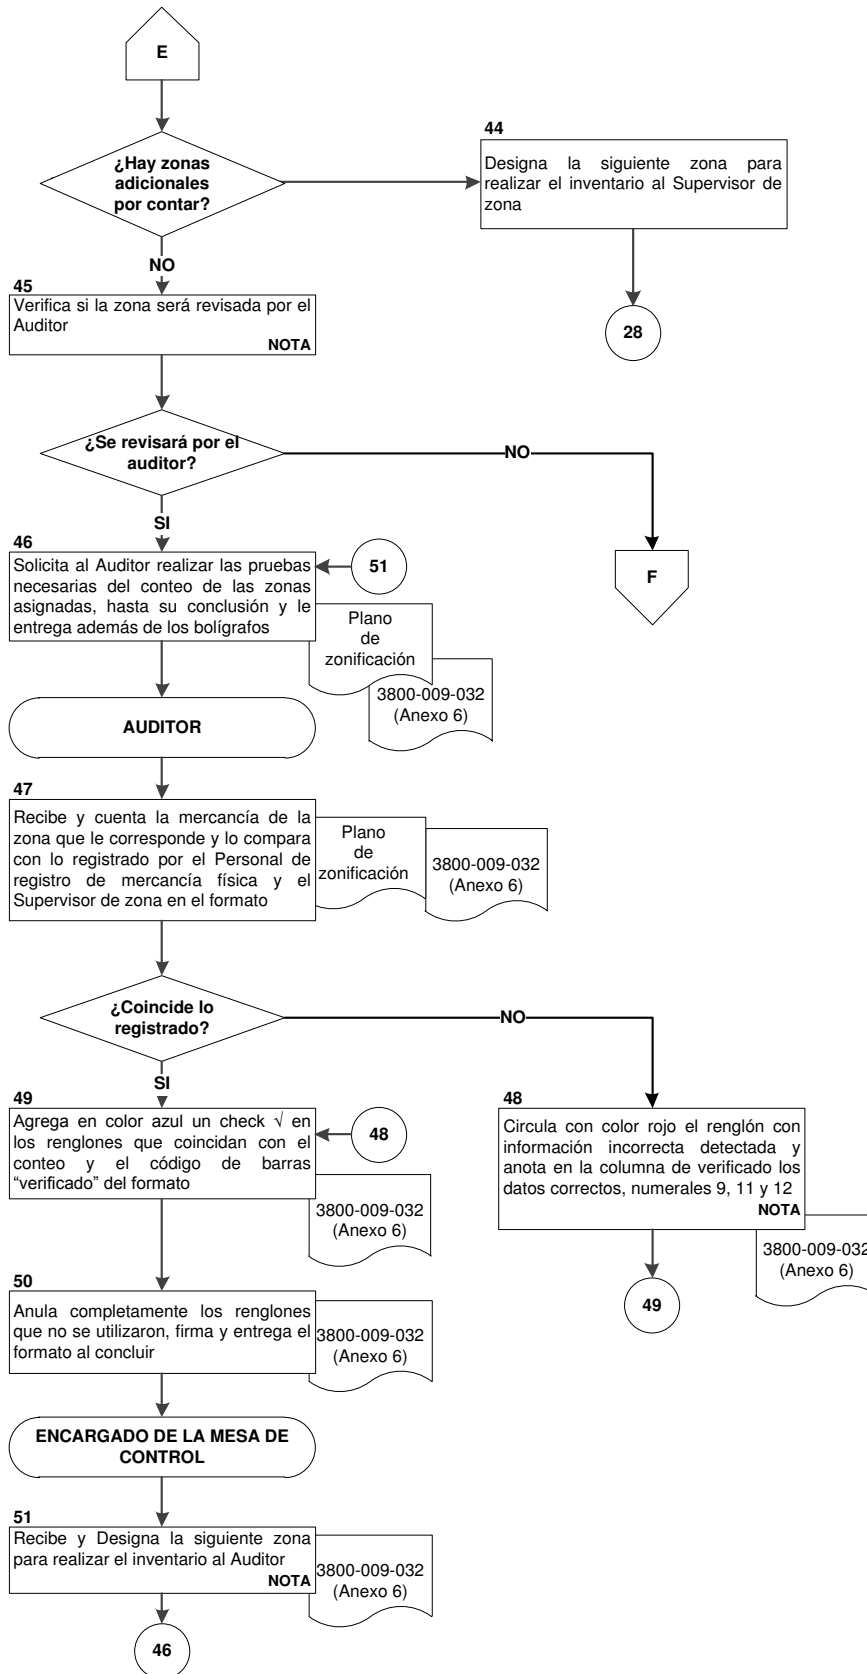 E
¿Hay zonas
adicionales
por contar?
44
Designa la siguiente zona para
realizar el inventario al Supervisor de
zona
28
NO
45
Verifica si la zona será revisada por el
Auditor
NOTA
¿Se revisará por el
auditor?
NO
F
SI
46
Solicita al Auditor realizar las pruebas
necesarias del conteo de las zonas
asignadas, hasta su conclusión y le
entrega además de los bolígrafos
51
Plano
de
zonificación
3800-009-032
(Anexo 6)
AUDITOR
47
Recibe y cuenta la mercancía de la
zona que le corresponde y lo compara
con lo registrado por el Personal de
registro de mercancía física y el
Supervisor de zona en el formato
Plano
de
zonificación
3800-009-032
(Anexo 6)
¿Coincide lo
registrado?
NO
48
Circula con color rojo el renglón con
información incorrecta detectada y
anota en la columna de verificado los
datos correctos, numerales 9, 11 y 12
NOTA
3800-009-032
(Anexo 6)
49
SI
49
Agrega en color azul un check √ en
los renglones que coincidan con el
conteo y el código de barras
“verificado” del formato
48
3800-009-032
(Anexo 6)
50
Anula completamente los renglones
que no se utilizaron, firma y entrega el
formato al concluir
3800-009-032
(Anexo 6)
ENCARGADO DE LA MESA DE
CONTROL
51
Recibe y Designa la siguiente zona
para realizar el inventario al Auditor
NOTA
3800-009-032
(Anexo 6)
46